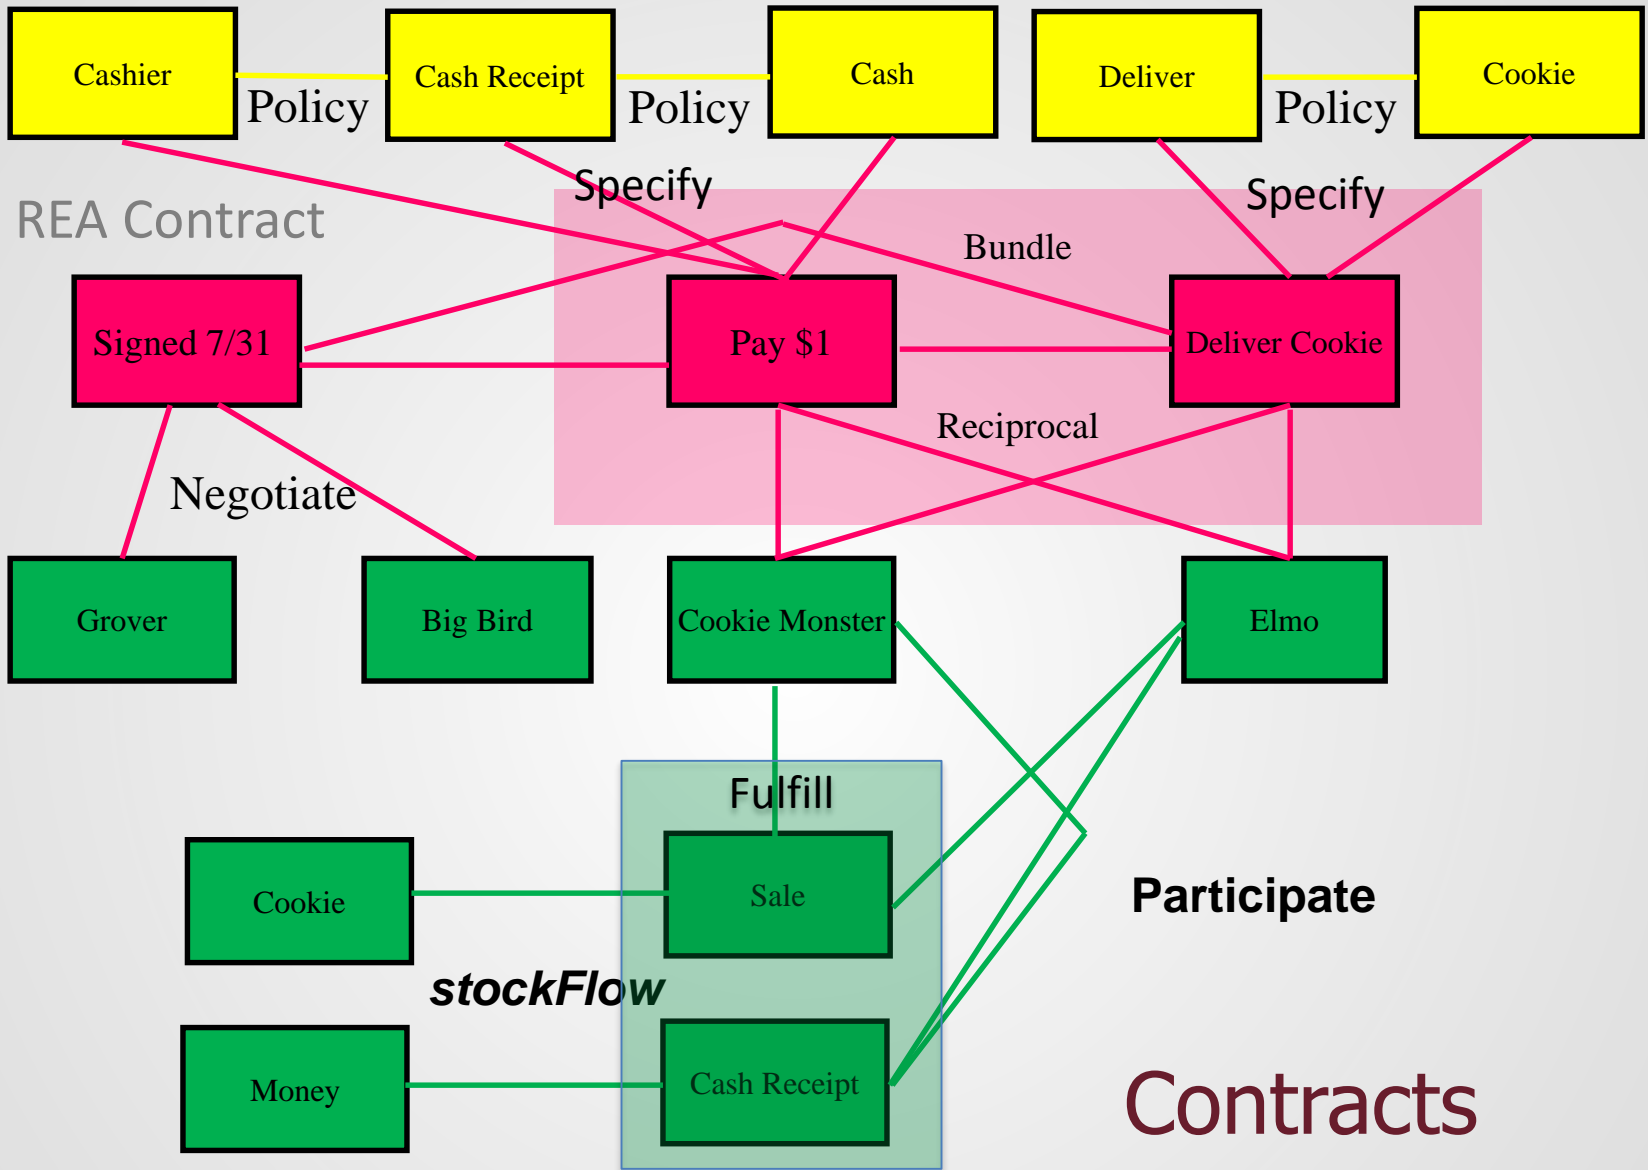 Cashier
Cash Receipt
Cash
Deliver
Cookie
Policy
Policy
Policy
Specify
Specify
REA Contract
Bundle
Signed 7/31
Pay $1
Deliver Cookie
Reciprocal
Negotiate
Grover
Big Bird
Cookie Monster
Elmo
Fulfill
Cookie
Sale
Participate
stockFlow
Money
Cash Receipt
Contracts